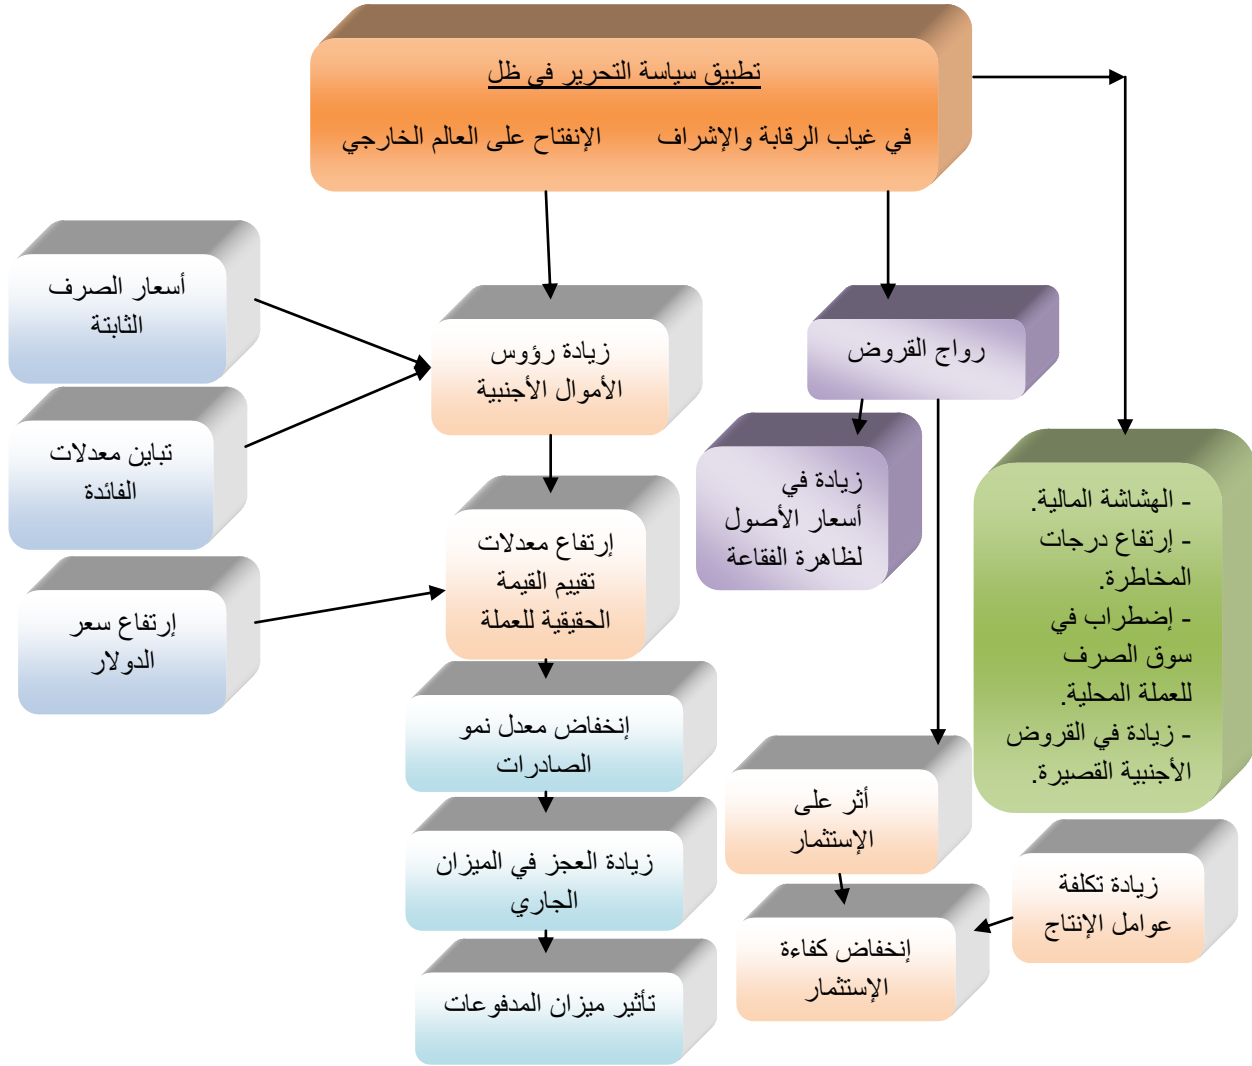 تطبيق سياسة التحرير في ظل
في غياب الرقابة والإشراف الإنفتاح على العالم الخارجي
أسعار الصرف
الثابتة
زيادة رؤوس
الأموال الأجنبية
رواج القروض
تباين معدلات
الفائدة
زيادة في
أسعار الأصول
لظاهرة الفقاعة
- الهشاشة المالية.
- إرتفاع درجات
المخاطرة.
- إضطراب في
سوق الصرف
للعملة المحلية.
- زيادة في القروض
الأجنبية القصيرة.
إرتفاع معدلات
تقييم القيمة
الحقيقية للعملة
إرتفاع سعر
الدولار
إنخفاض معدل نمو
الصادرات
أثر على
الإستثمار
زيادة العجز في الميزان
الجاري
زيادة تكلفة
عوامل الإنتاج
إنخفاض كفاءة
الإستثمار
تأثير ميزان المدفوعات